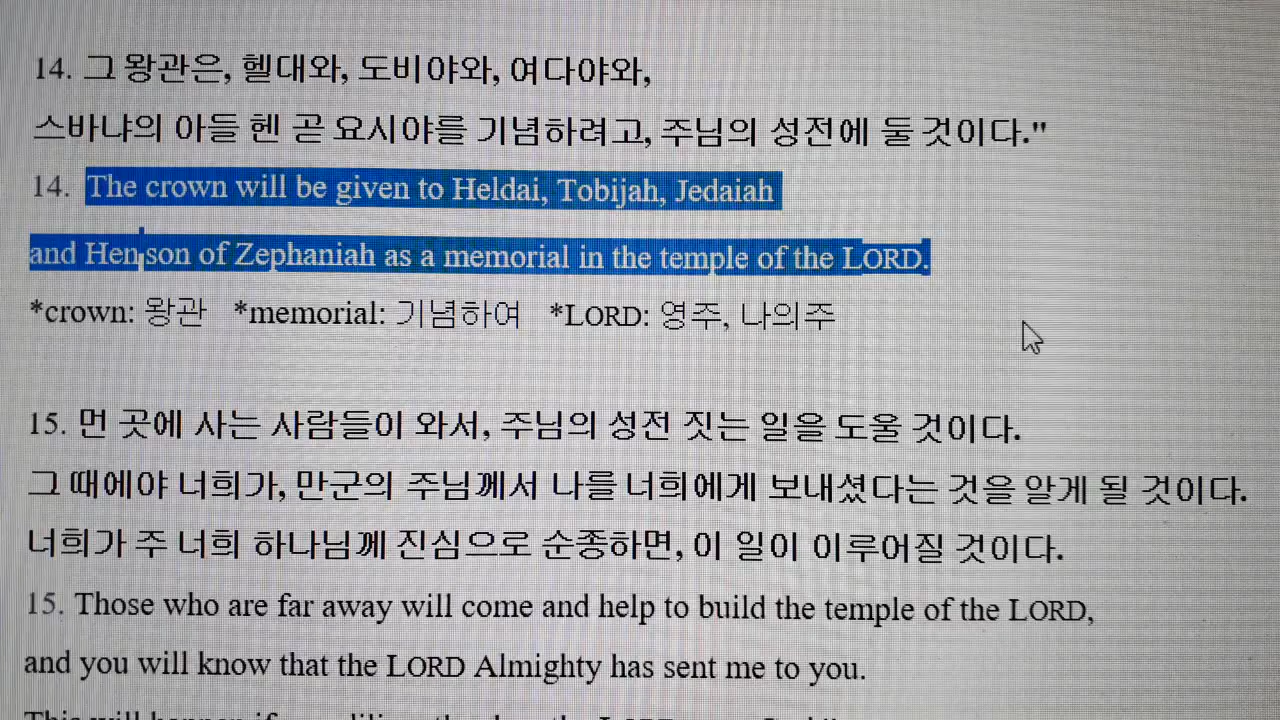 14. 그 왕관은, 헬대와, 도비야와, 여다야와,
스바냐의 아들 헨 곧 요시야를 기념하려고, 주님의 성전에 둘 것이다."
14. The crown will be given to Heldai, Tobijah, Jedaiah
and Hen son of Zephaniah as a memorial in the temple of the LORD.
*crown: 왕관 *memorial: 기념하여 *LORD: 영주, 나의주
15. 먼 곳에 사는 사람들이 와서, 주님의 성전 짓는 일을 도울 것이다.
그 때에야 너희가, 만군의 주님께서 나를 너희에게 보내셨다는 것을 알게 될 것이다.
너희가 주 너희 하나님께 진심으로 순종하면, 이 일이 이루어질 것이다.
15. Those who are far away will come and help to build the temple of the LORD,
and you will know that the LORD Almighty has sent me to you.